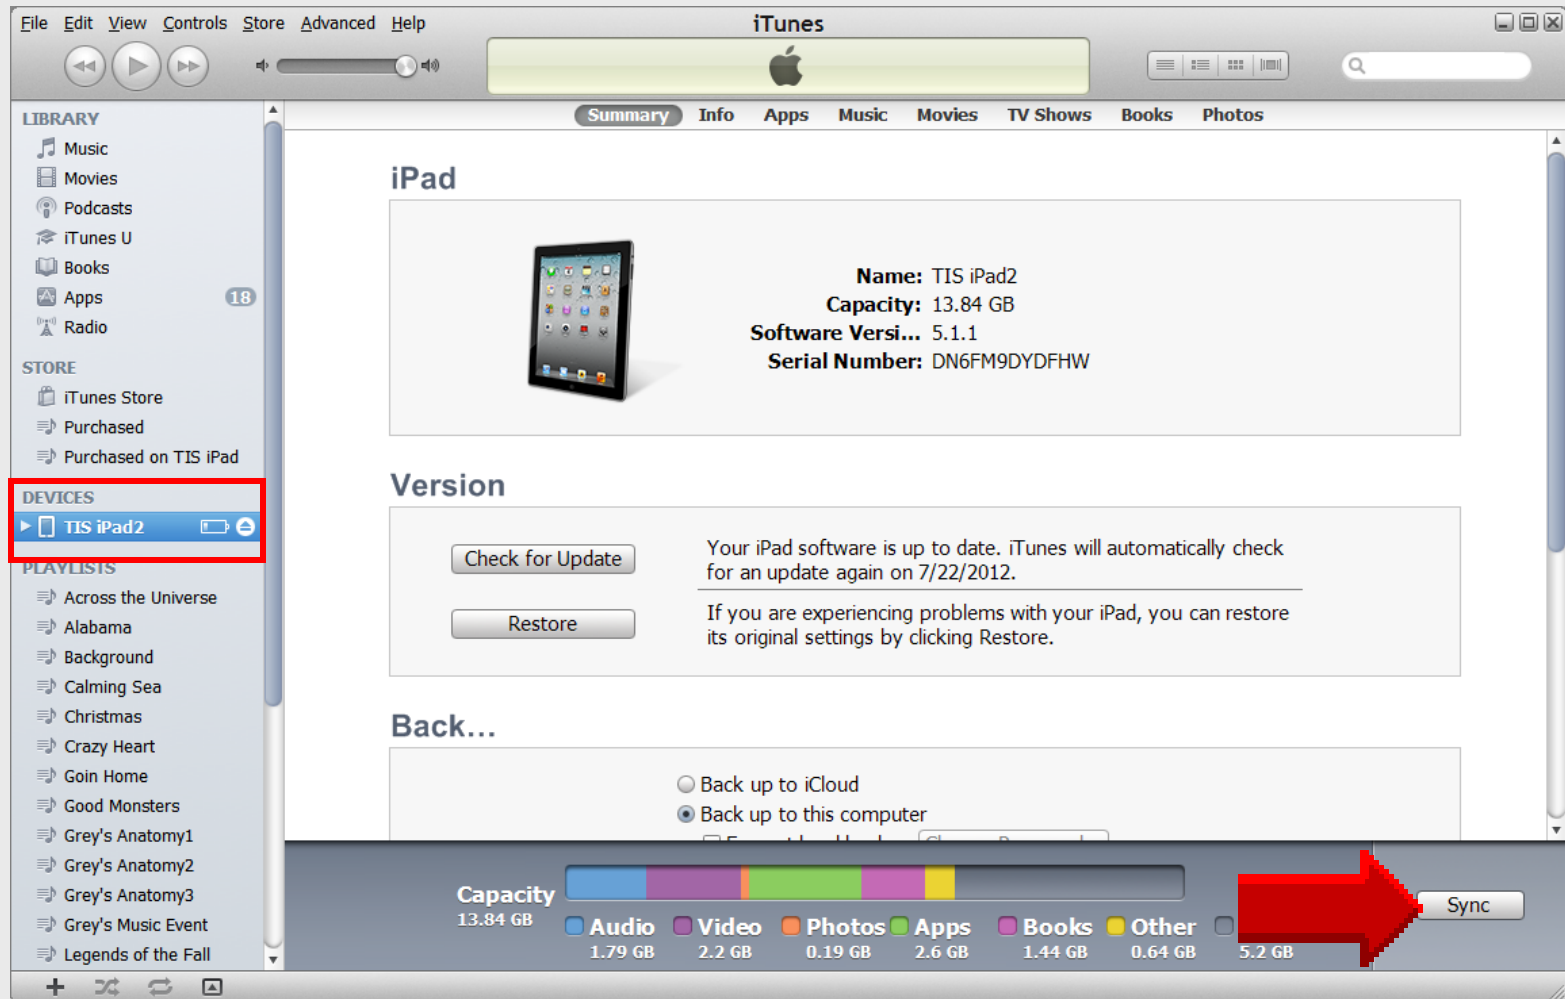 File Edit View Controls Store Advanced Help
iTunes
Summary Info Apps Music Movies TV Shows Books Photos
LIBRARY
Music
Movies
Podcasts
iTunes U
Books
Apps 18
Radio
STORE
iTunes Store
Purchased
Purchased on TIS iPad
DEVICES
TIS iPad2
PLAYLISTS
Across the Universe
Alabama
Background
Calming Sea
Christmas
Crazy Heart
Goin Home
Good Monsters
Grey's Anatomy1
Grey's Anatomy2
Grey's Anatomy3
Grey's Music Event
Legends of the Fall
iPad
Name: TIS iPad2
Capacity: 13.84 GB
Software Versi... 5.1.1
Serial Number: DN6FM9DYDFHW
Version
Check for Update
Your iPad software is up to date. iTunes will automatically check
for an update again on 7/22/2012.
Restore
If you are experiencing problems with your iPad, you can restore
its original settings by clicking Restore.
Back...
Back up to iCloud
Back up to this computer
Capacity
13.84 GB
Audio Video Photos Apps Books Other
1.79 GB 2.2 GB 0.19 GB 2.6 GB 1.44 GB 0.64 GB 5.2 GB
Sync